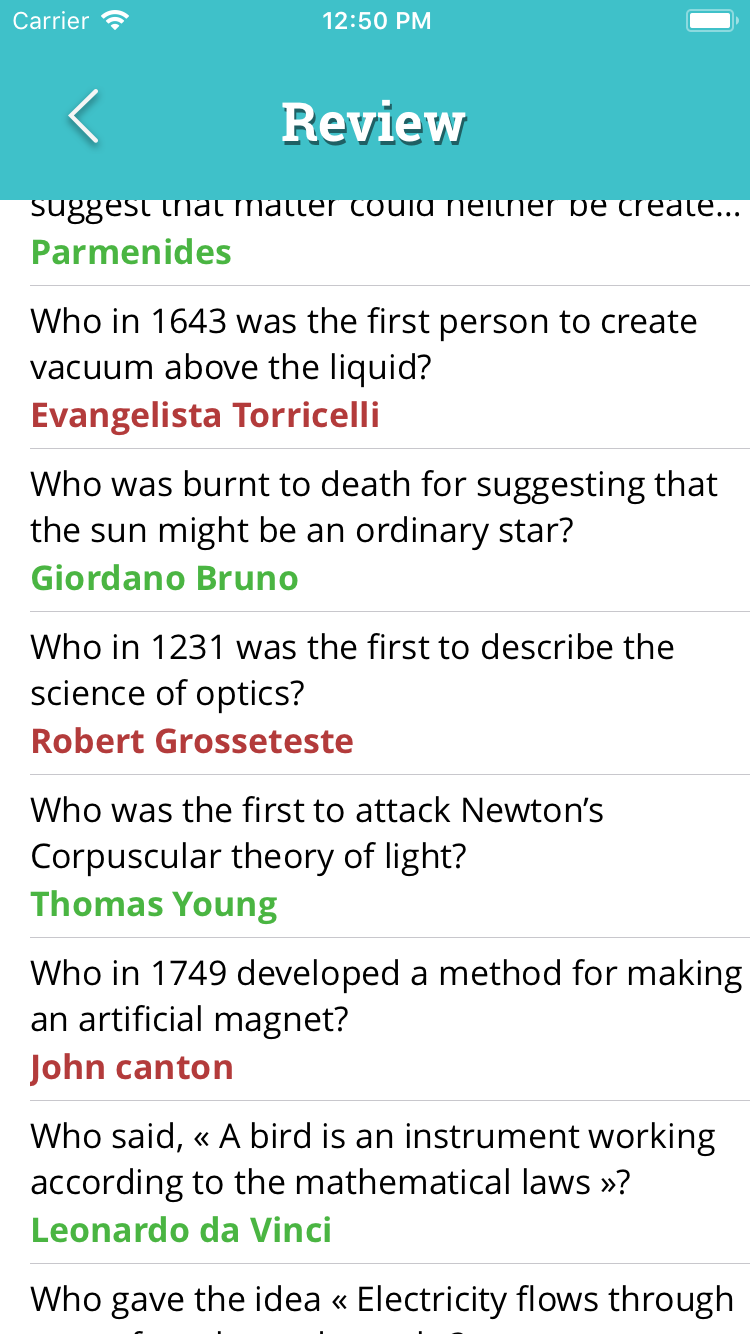 Carrier
12:50 PM
Review
suggest that matter could neither be create...
Parmenides
Who in 1643 was the first person to create
vacuum above the liquid?
Evangelista Torricelli
Who was burnt to death for suggesting that
the sun might be an ordinary star?
Giordano Bruno
Who in 1231 was the first to describe the
science of optics?
Robert Grosseteste
Who was the first to attack Newton’s
Corpuscular theory of light?
Thomas Young
Who in 1749 developed a method for making
an artificial magnet?
John canton
Who said, « A bird is an instrument working
according to the mathematical laws »?
Leonardo da Vinci
Who gave the idea « Electricity flows through